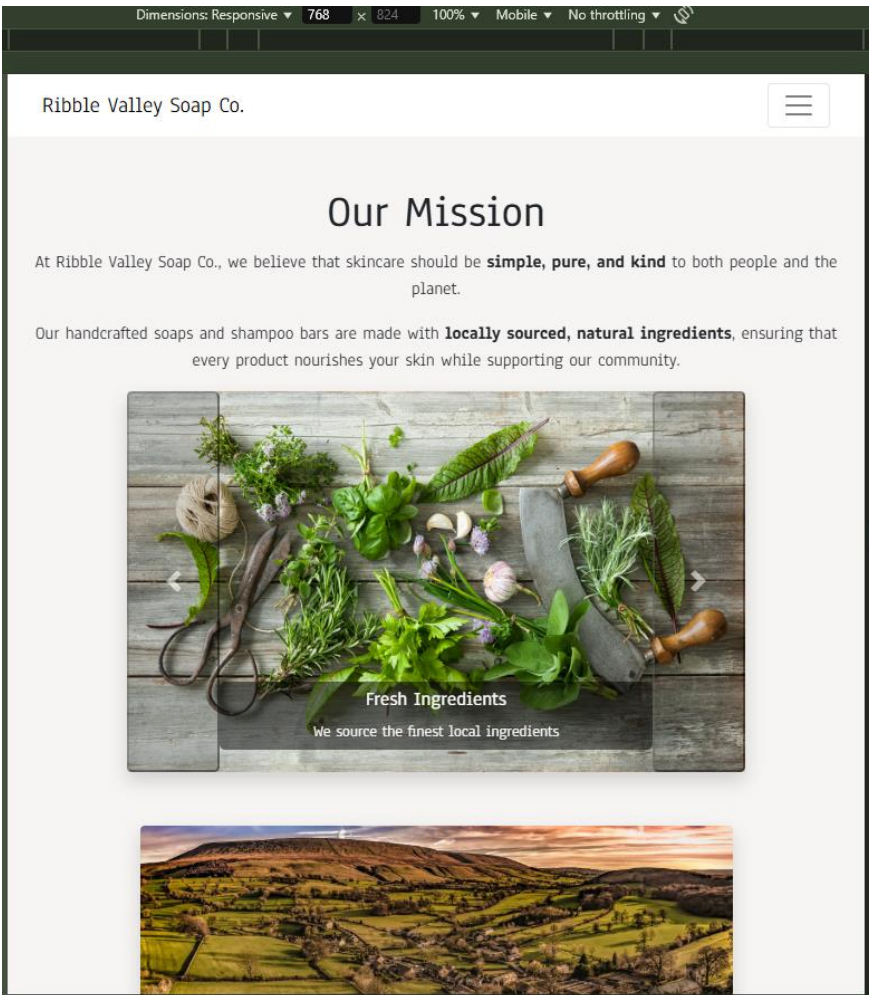 Dimensions: Responsive ▼ 768 × 824 100% ▼ Mobile ▼ No throttling ▼
Ribble Valley Soap Co.
Our Mission
At Ribble Valley Soap Co., we believe that skincare should be simple, pure, and kind to both people and the
planet.
Our handcrafted soaps and shampoo bars are made with locally sourced, natural ingredients, ensuring that
every product nourishes your skin while supporting our community.
Fresh Ingredients
We source the finest local ingredients